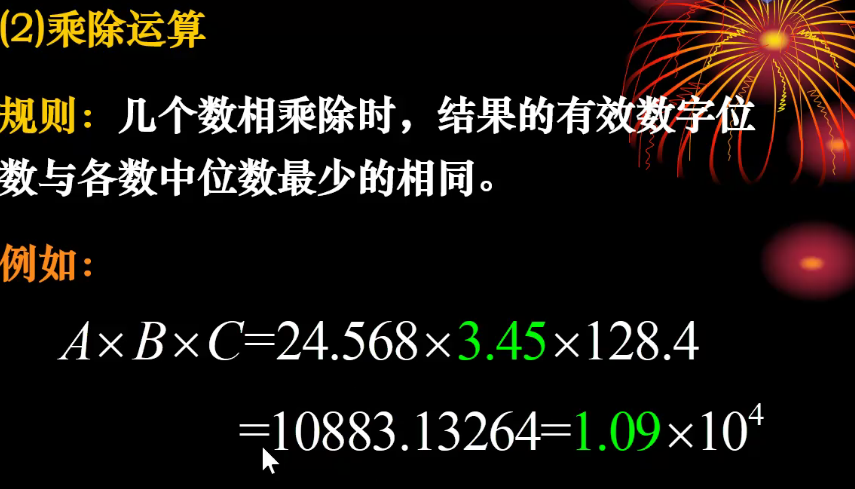 (2)乘除运算
规则：几个数相乘除时，结果的有效数字位
数与各数中位数最少的相同。
例如：
A×B×C=24.568×3.45×128.4
=10883.13264=1.09×10⁴